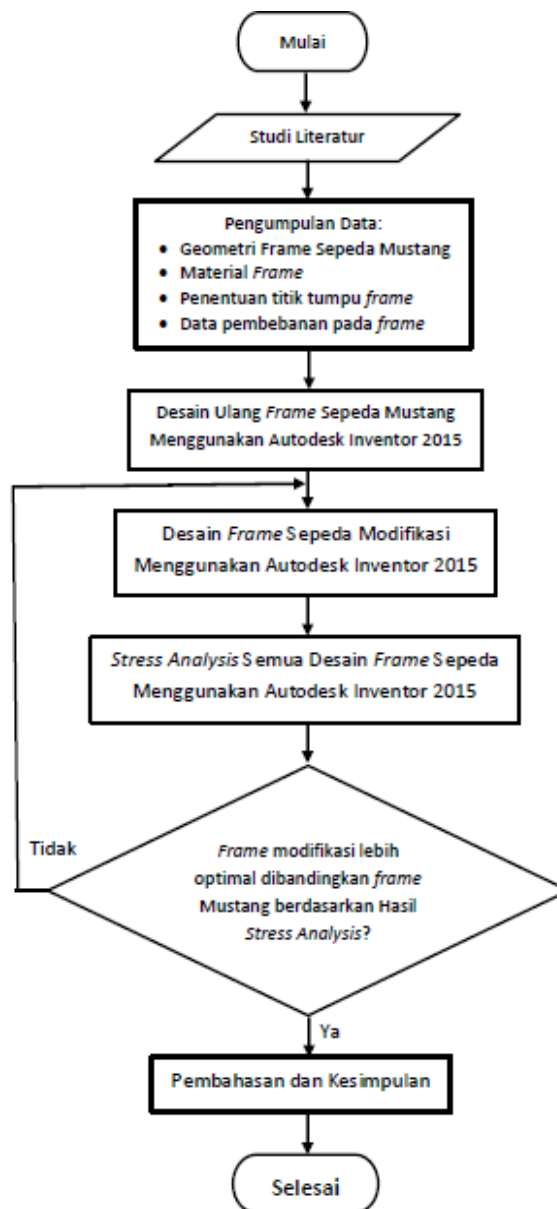 Mulai
Studi Literatur
Pengumpulan Data:
• Geometri Frame Sepeda Mustang
• Material Frame
• Penentuan titik tumpu frame
• Data pembebanan pada frame
Desain Ulang Frame Sepeda Mustang
Menggunakan Autodesk Inventor 2015
Desain Frame Sepeda Modifikasi
Menggunakan Autodesk Inventor 2015
Stress Analysis Semua Desain Frame Sepeda
Menggunakan Autodesk Inventor 2015
Tidak
Frame modifikasi lebih
optimal dibandingkan frame
Mustang berdasarkan Hasil
Stress Analysis?
Ya
Pembahasan dan Kesimpulan
Selesai